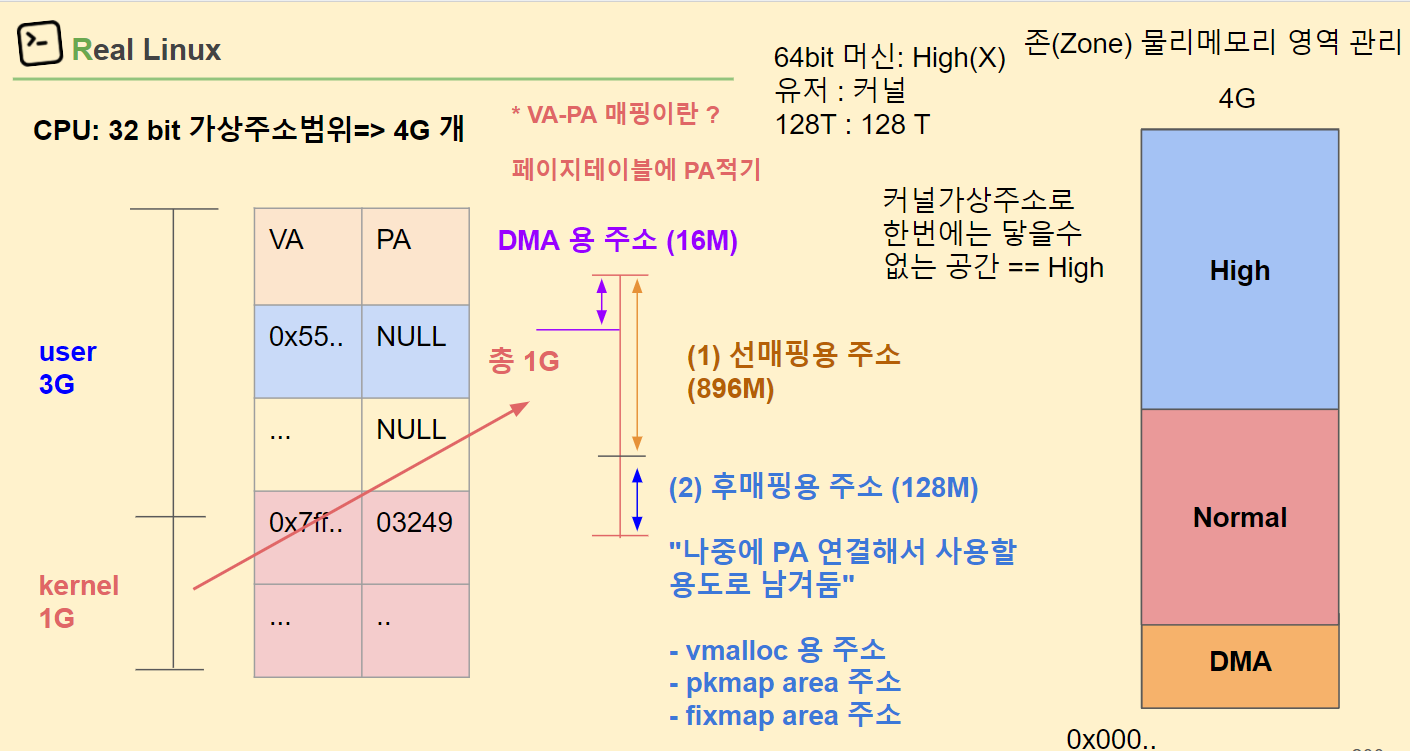 >-
Real Linux
CPU: 32 bit 가상주소범위=> 4G 개
* VA-PA 매핑이란 ?
페이지테이블에 PA적기
64bit 머신: High(X)
유저 : 커널
128T : 128 T
존(Zone) 물리메모리 영역 관리
4G
커널가상주소로
한번에는 닿을수
없는 공간 == High
user
3G
kernel
1G
VA PA
0x55.. NULL
... NULL
0x7ff.. 03249
... ..
DMA 용 주소 (16M)
총 1G
(1) 선매핑용 주소
(896M)
(2) 후매핑용 주소 (128M)
"나중에 PA 연결해서 사용할
용도로 남겨둠"
- vmalloc 용 주소
- pkmap area 주소
- fixmap area 주소
High
Normal
DMA
0x000..